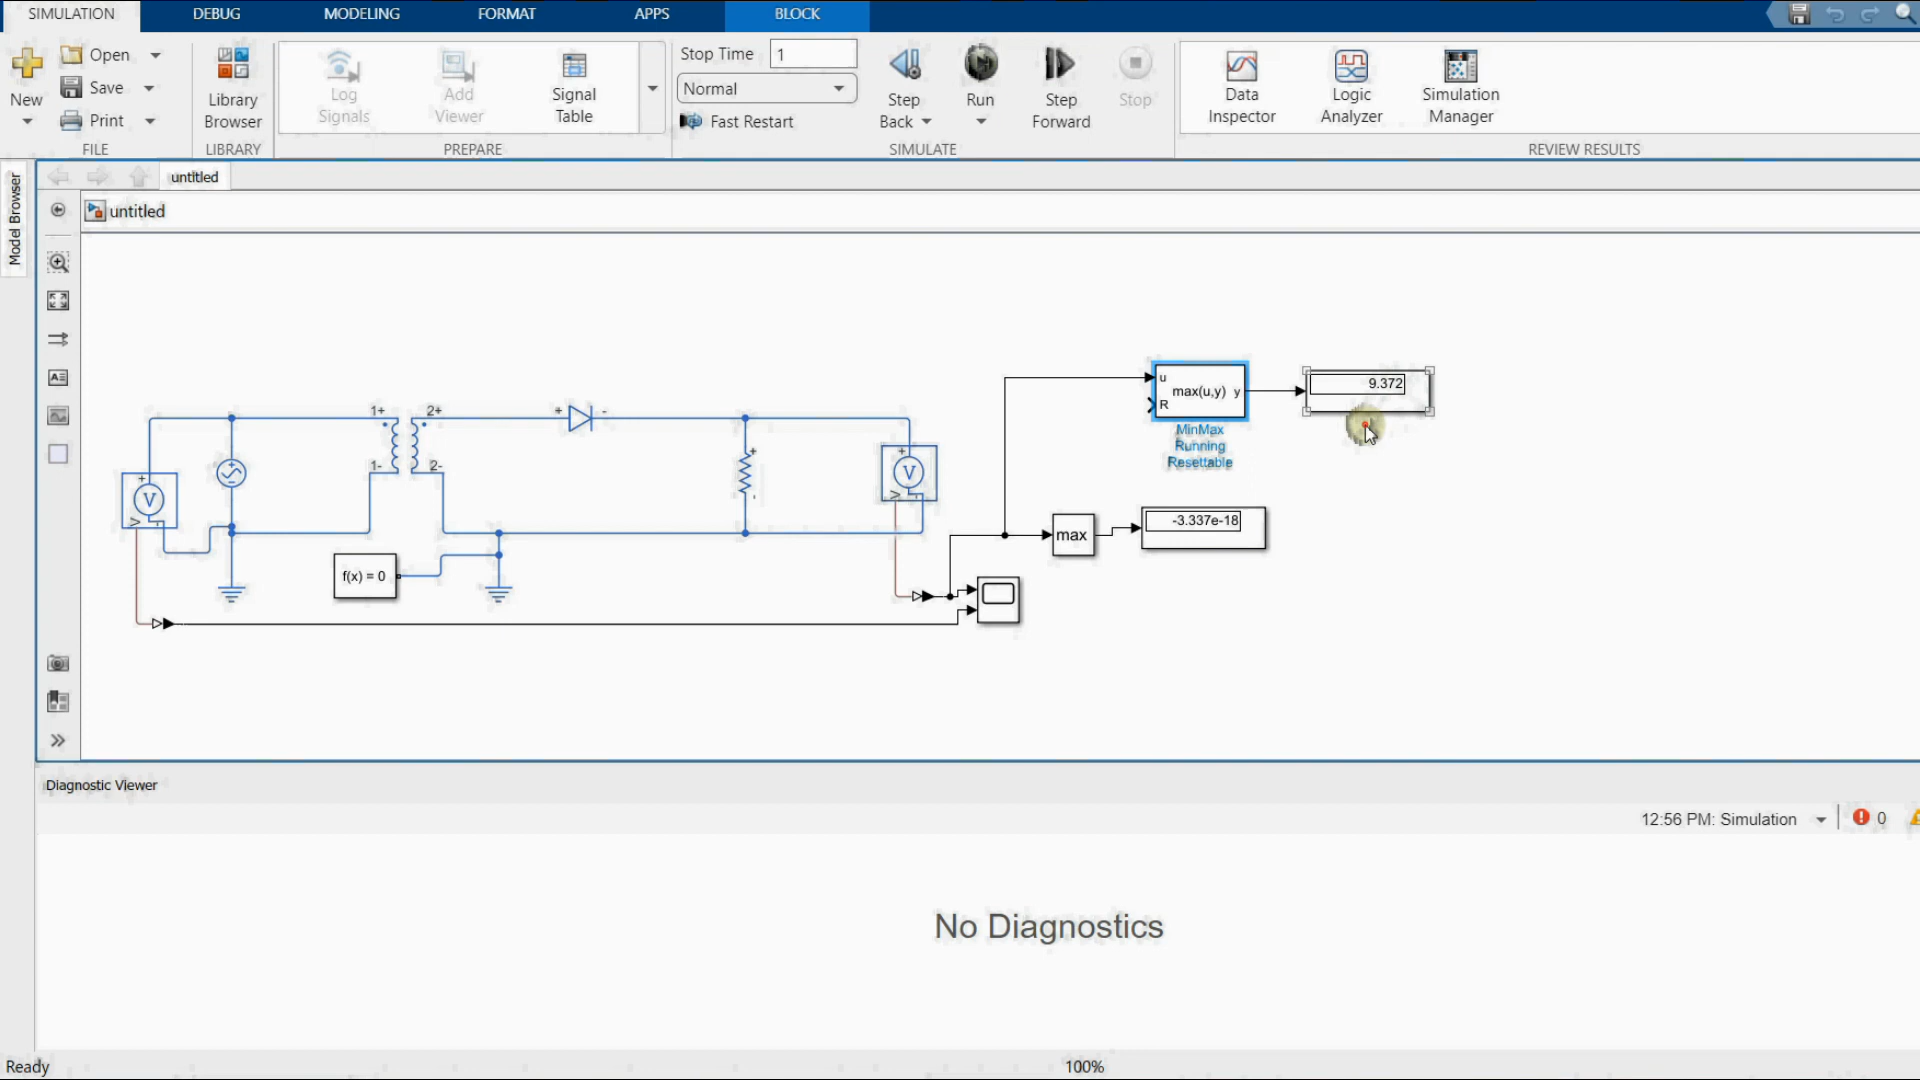 SIMULATION DEBUG MODELING FORMAT APPS BLOCK
New
Open
Save
Print
FILE
Library
Browser
LIBRARY
Log
Signals
Add
Viewer
Signal
Table
PREPARE
Stop Time 1
Normal
Fast Restart
Step
Back
Run
Step
Forward
Stop
SIMULATE
Data
Inspector
Logic
Analyzer
Simulation
Manager
REVIEW RESULTS
Model Browser
untitled
untitled
u
R
max(u,y) y
MinMax
Running
Resettable
9.372
1+ 2+
1- 2-
+ -
+
V
+
V
+
f(x) = 0
max
-3.337e-18
Diagnostic Viewer
12:56 PM: Simulation 0
No Diagnostics
Ready
100%